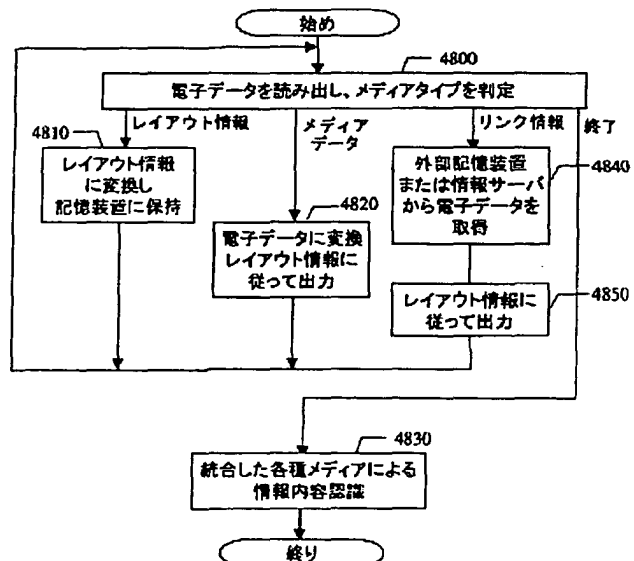 始め
4800
電子データを読み出し、メディアタイプを判定
4810
レイアウト情報
メディア
データ
リンク情報
終了
レイアウト情報
に変換し
記憶装置に保持
4820
電子データに変換
レイアウト情報に
従って出力
外部記憶装置
または情報サーバ
から電子データを
取得
4840
レイアウト情報に
従って出力
4850
4830
統合した各種メディアによる
情報内容認識
終り